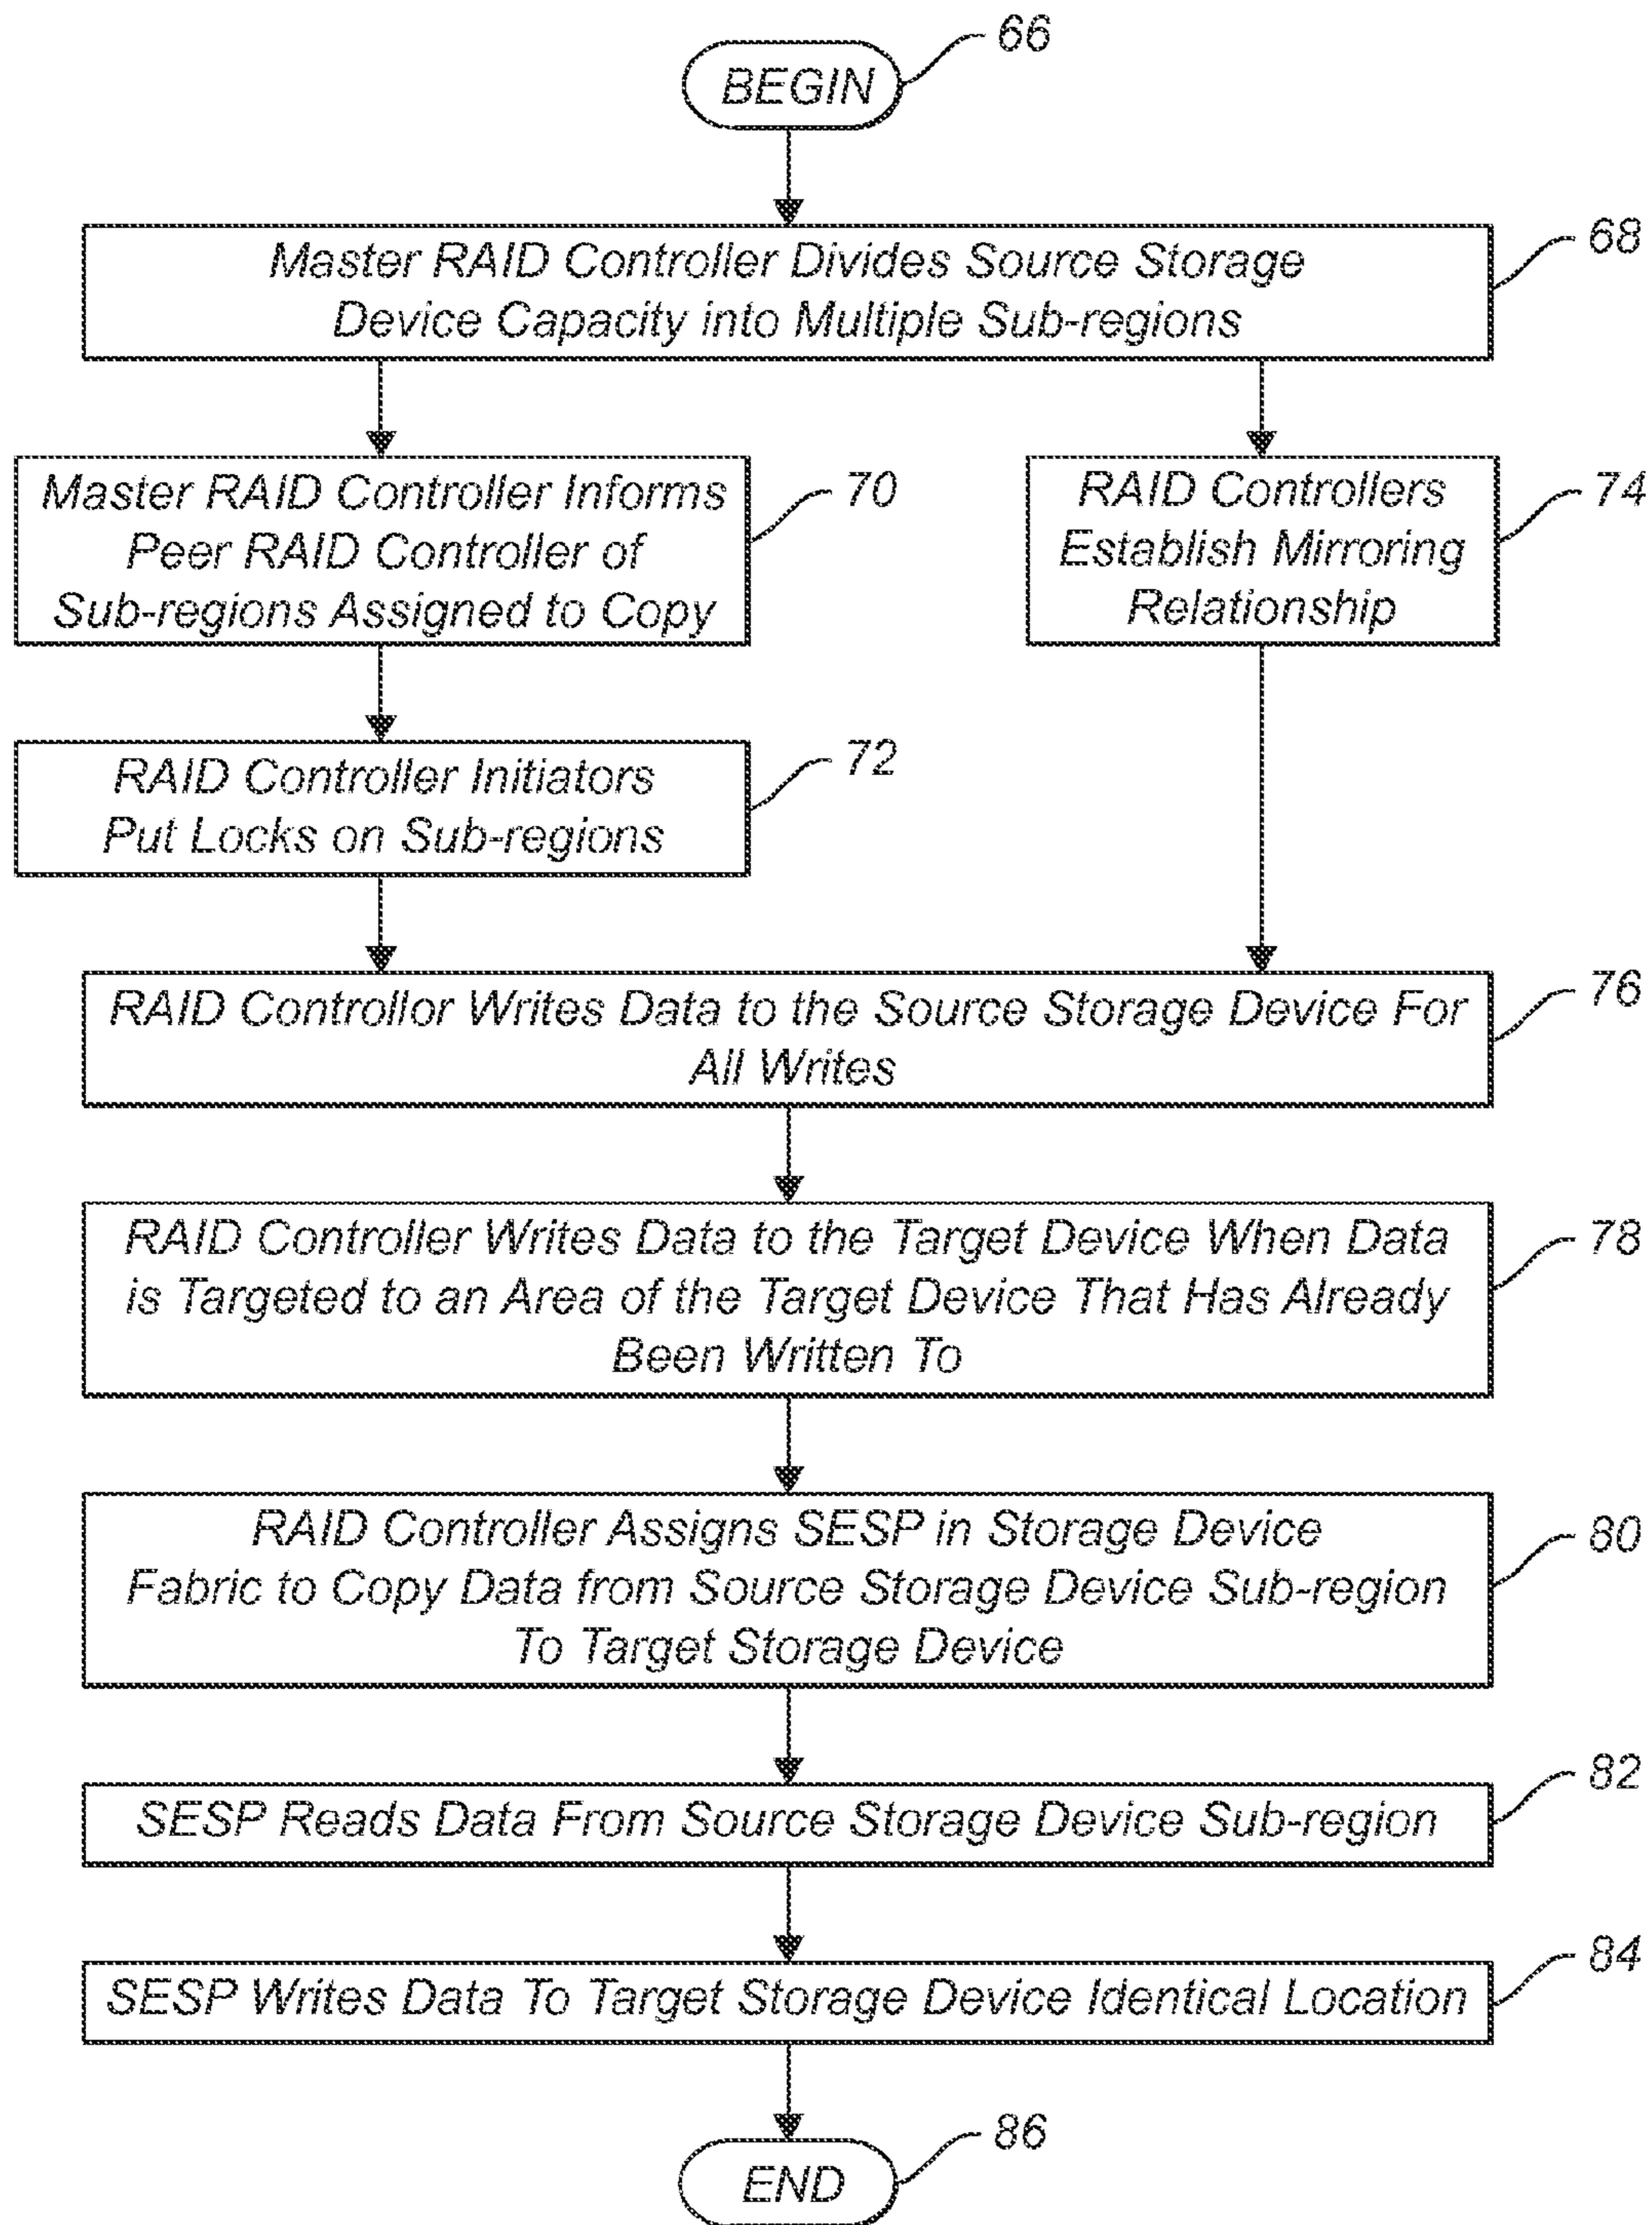 66
BEGIN
68
Master RAID Controller Divides Source Storage
Device Capacity into Multiple Sub-regions
70
Master RAID Controller Informs
Peer RAID Controller of
Sub-regions Assigned to Copy
74
RAID Controllers
Establish Mirroring
Relationship
72
RAID Controller Initiators
Put Locks on Sub-regions
76
RAID Controllor Writes Data to the Source Storage Device For
All Writes
78
RAID Controller Writes Data to the Target Device When Data
is Targeted to an Area of the Target Device That Has Already
Been Written To
80
RAID Controller Assigns SESP in Storage Device
Fabric to Copy Data from Source Storage Device Sub-region
To Target Storage Device
82
SESP Reads Data From Source Storage Device Sub-region
84
SESP Writes Data To Target Storage Device Identical Location
86
END